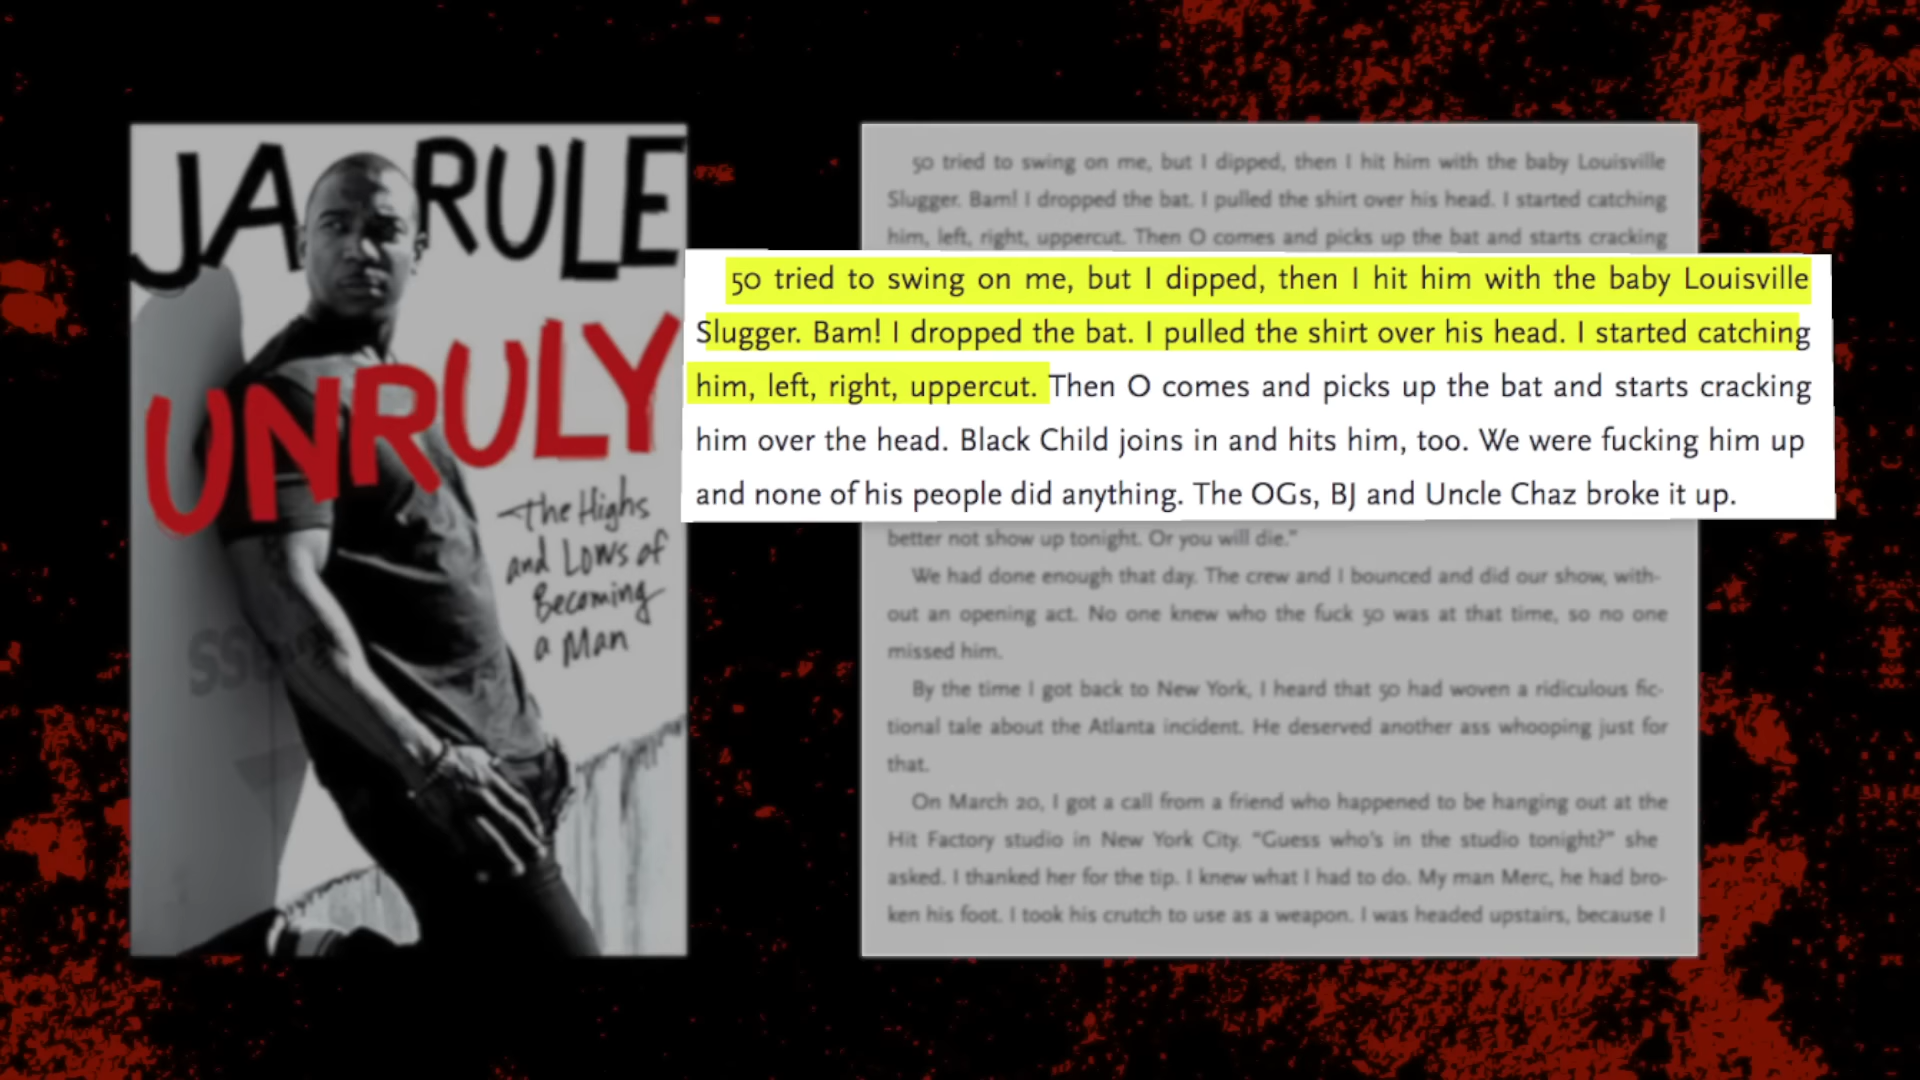 JA RULE
UNRULY
The Highs
and Lows of
Becoming
a Man
50 tried to swing on me, but I dipped, then I hit him with the baby Louisville
Slugger. Bam! I dropped the bat. I pulled the shirt over his head. I started catching
him, left, right, uppercut. Then O comes and picks up the bat and starts cracking
50 tried to swing on me, but I dipped, then I hit him with the baby Louisville
Slugger. Bam! I dropped the bat. I pulled the shirt over his head. I started catching
him, left, right, uppercut. Then O comes and picks up the bat and starts cracking
him over the head. Black Child joins in and hits him, too. We were fucking him up
and none of his people did anything. The OGs, BJ and Uncle Chaz broke it up.
better not show up tonight. Or you will die."
We had done enough that day. The crew and I bounced and did our show, with-
out an opening act. No one knew who the fuck 50 was at that time, so no one
missed him.
By the time I got back to New York, I heard that 50 had woven a ridiculous fic-
tional tale about the Atlanta incident. He deserved another ass whooping just for
that.
On March 20, I got a call from a friend who happened to be hanging out at the
Hit Factory studio in New York City. "Guess who's in the studio tonight?" she
asked. I thanked her for the tip. I knew what I had to do. My man Merc, he had bro-
ken his foot. I took his crutch to use as a weapon. I was headed upstairs, because I